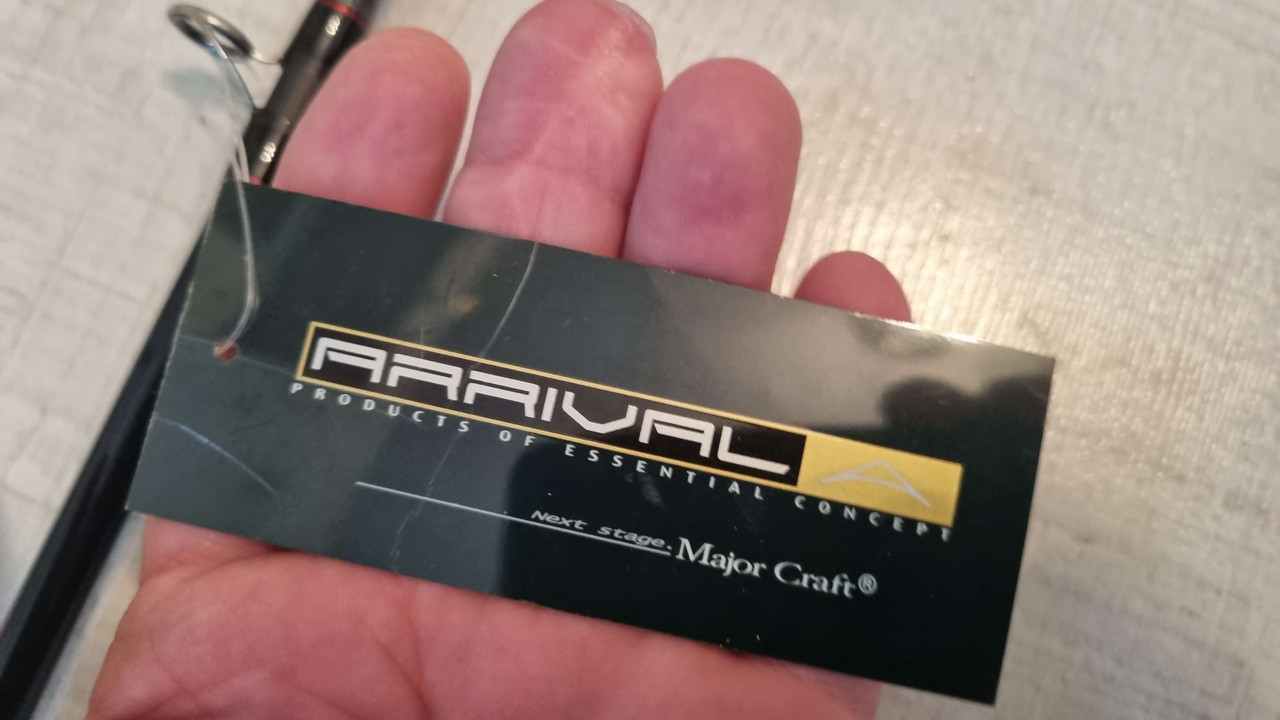 ARRIVAL
PRODUCTS OF ESSENTIAL CONCEPT
Next stage. Major Craft®